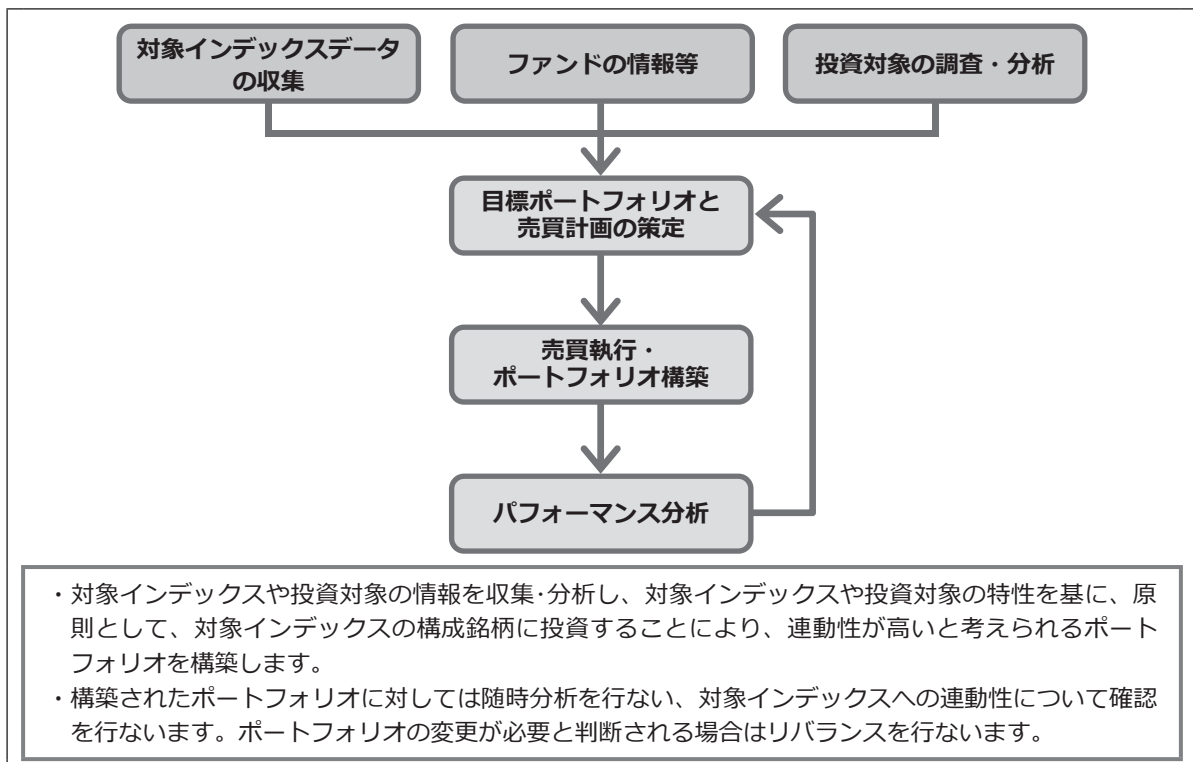 対象インデックスデータ
の収集
ファンドの情報等
投資対象の調査・分析
目標ポートフォリオと
売買計画の策定
売買執行・
ポートフォリオ構築
パフォーマンス分析
・対象インデックスや投資対象の情報を収集･分析し、対象インデックスや投資対象の特性を基に、原
則として、対象インデックスの構成銘柄に投資することにより、連動性が高いと考えられるポート
フォリオを構築します。
・構築されたポートフォリオに対しては随時分析を行ない、対象インデックスへの連動性について確認
を行ないます。ポートフォリオの変更が必要と判断される場合はリバランスを行ないます。